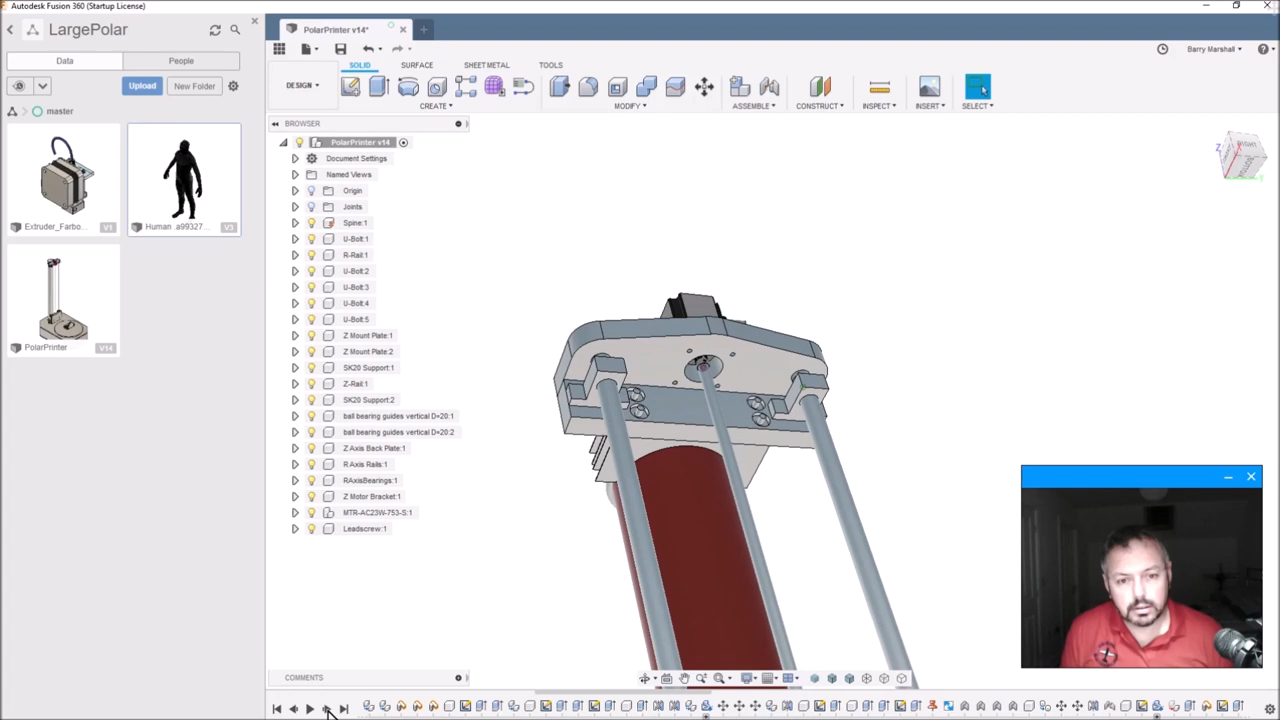 Autodesk Fusion 360 (Startup License)
LargePolar
PolarPrinter v14*
Barry Marshall
Data
People
SOLID
SURFACE
SHEET METAL
TOOLS
Upload
New Folder
DESIGN
CREATE
MODIFY
ASSEMBLE
CONSTRUCT
INSPECT
INSERT
SELECT
master
BROWSER
PolarPrinter v14
Document Settings
Named Views
Origin
Joints
Spine:1
U-Bolt:1
R-Rail:1
U-Bolt:2
U-Bolt:3
U-Bolt:4
U-Bolt:5
Z Mount Plate:1
Z Mount Plate:2
SK20 Support:1
Z-Rail:1
SK20 Support:2
ball bearing guides vertical D=20:1
ball bearing guides vertical D=20:2
Z Axis Back Plate:1
R Axis Rails:1
RAxisBearings:1
Z Motor Bracket:1
MTR-AC23W-753-S:1
Leadscrew:1
Extruder_Farbo...
V1
Human .a99327...
V3
PolarPrinter
V14
Z
RIGHT
COMMENTS